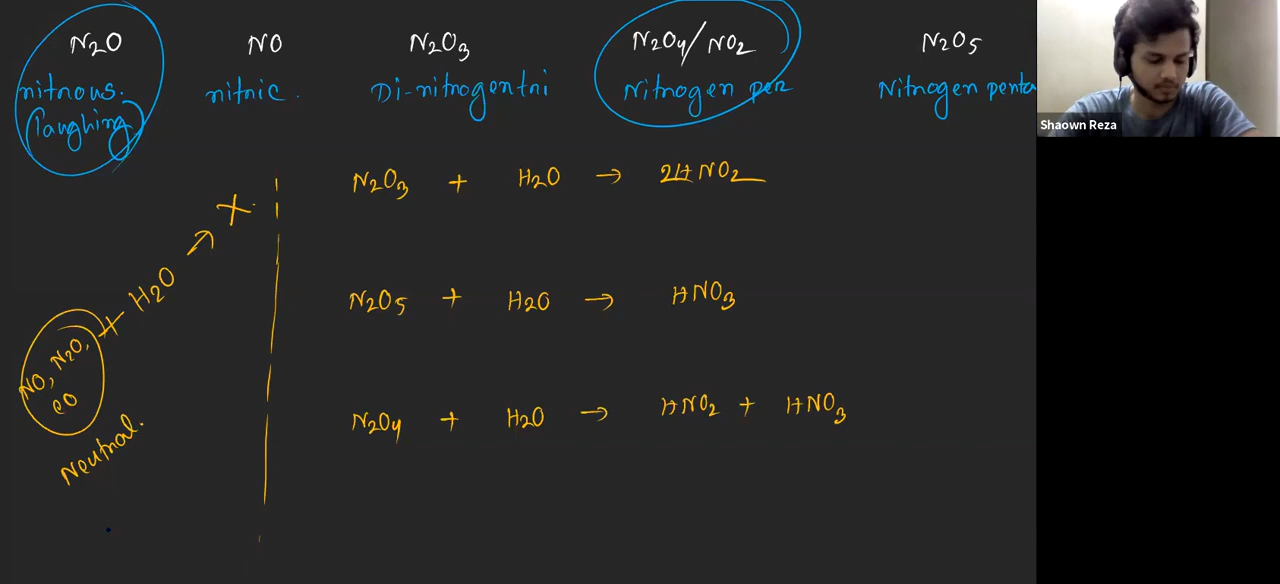 N2O NO N2O3 N2O4/NO2 N2O5
nitrous. nitric. Di-nitrogentri Nitrogen per Nitrogen penta
laughing
Shaown Reza
N2O3 + H2O → 2HNO2
NO, N2O, CO + H2O → X
N2O5 + H2O → HNO3
N2O4 + H2O → HNO2 + HNO3
Neutral.